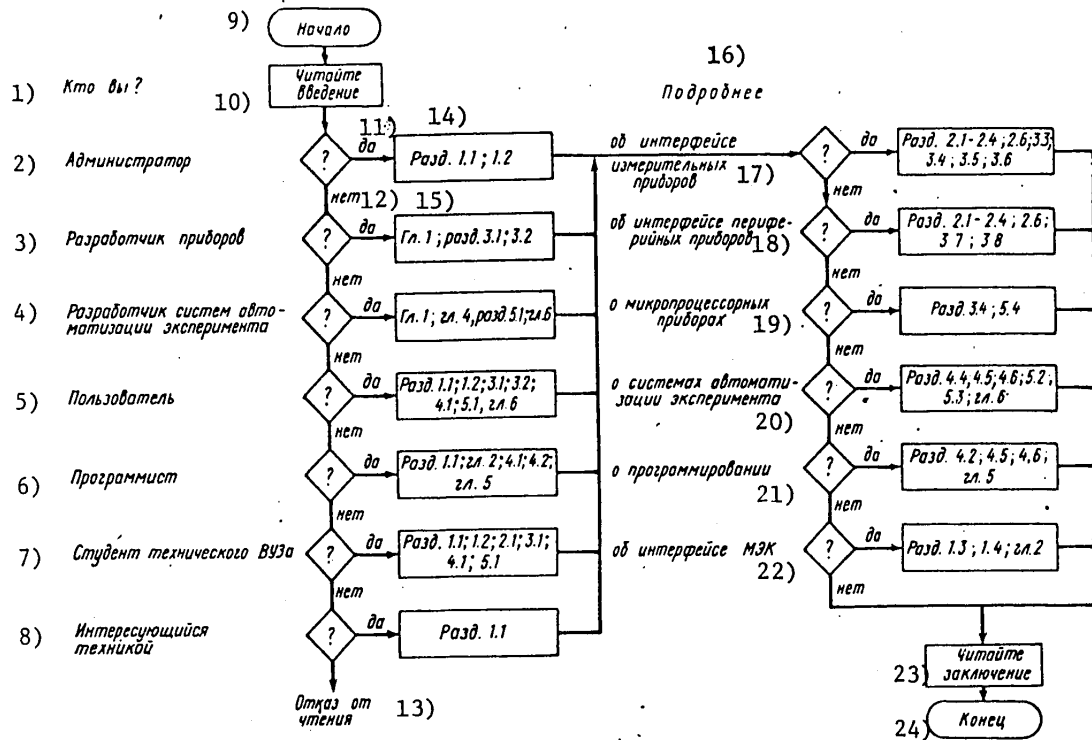 9) Начало
16)
1) Кто вы?
10) Читайте
введение
Подробнее
11) 14)
2) Администратор
? да
Разд. 1.1; 1.2
об интерфейсе
измерительных
приборов 17)
? да
Разд. 2.1-2.4; 2.6; 3.3;
3.4; 3.5; 3.6
нет 12) 15)
нет
3) Разработчик приборов
? да
Гл. 1; разд. 3.1; 3.2
об интерфейсе перифе-
рийных приборов 18)
? да
Разд. 2.1-2.4; 2.6;
3 7; 3 8
нет
нет
4) Разработчик систем авто-
матизации эксперимента
? да
Гл. 1; гл. 4, разд. 5.1; гл. 6
о микропроцессорных
приборах 19)
? да
Разд. 3.4; 5.4
нет
нет
5) Пользователь
? да
Разд. 1.1; 1.2; 3.1; 3.2;
4.1; 5.1, гл. 6
о системах автомати-
зации эксперимента
20)
? да
Разд. 4.4, 4.5; 4.6; 5.2;
5.3; гл. 6
нет
нет
6) Программист
? да
Разд. 1.1; гл. 2; 4.1; 4.2;
гл. 5
о программировании
21)
? да
Разд. 4.2; 4.5; 4,6;
гл. 5
нет
нет
7) Студент технического ВУЗа
? да
Разд. 1.1; 1.2; 2.1; 3.1;
4.1; 5.1
об интерфейсе МЭК
22)
? да
Разд. 1.3; 1.4; гл. 2
нет
нет
8) Интересующийся
техникой
? да
Разд. 1.1
Отказ от
чтения 13)
23) Читайте
заключение
24) Конец